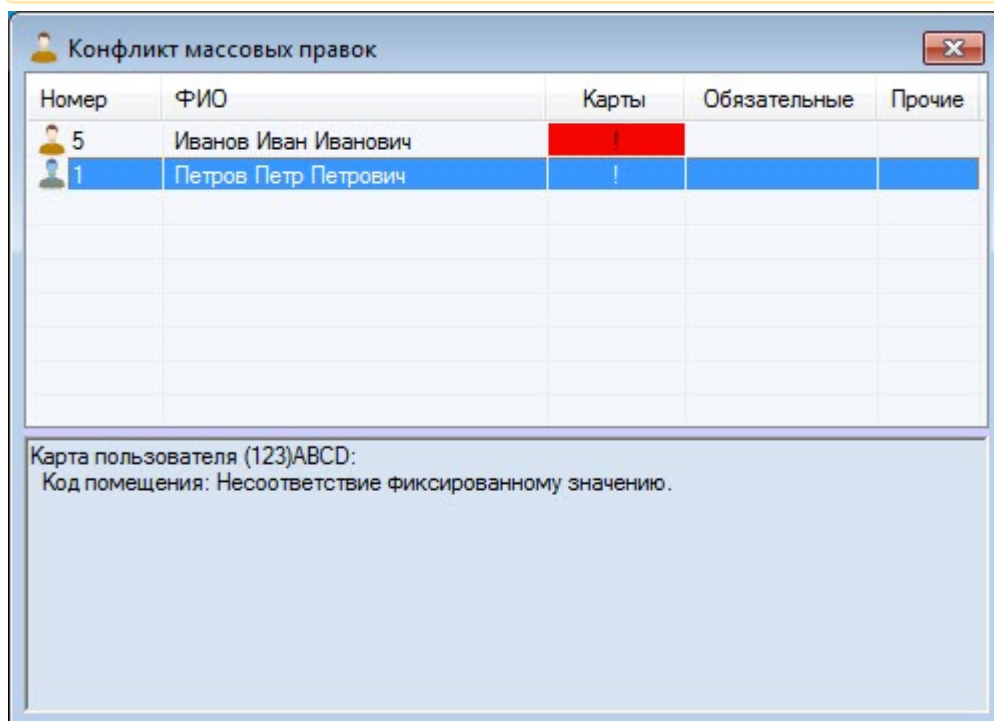 Конфликт массовых правок
Номер ФИО Карты Обязательные Прочие
5 Иванов Иван Иванович !
1 Петров Петр Петрович !
Карта пользователя (123)ABCD:
Код помещения: Несоответствие фиксированному значению.